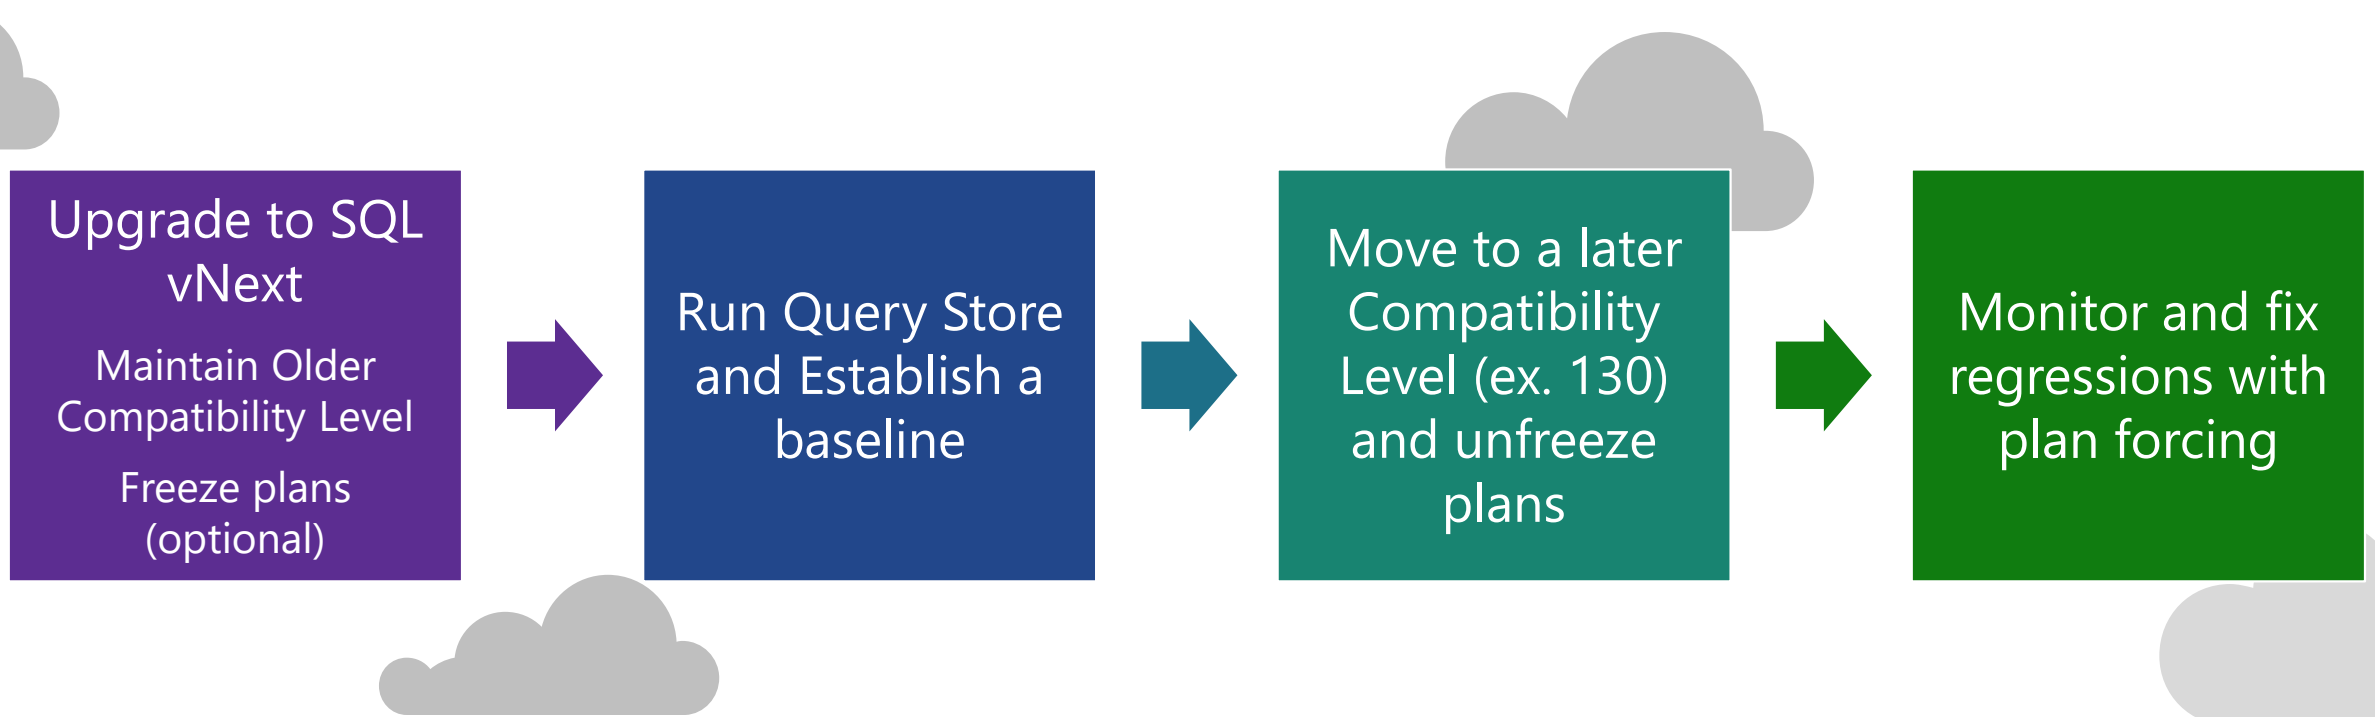 Upgrade to SQL
vNext
Maintain Older
Compatibility Level
Freeze plans
(optional)
Run Query Store
and Establish a
baseline
Move to a later
Compatibility
Level (ex. 130)
and unfreeze
plans
Monitor and fix
regressions with
plan forcing